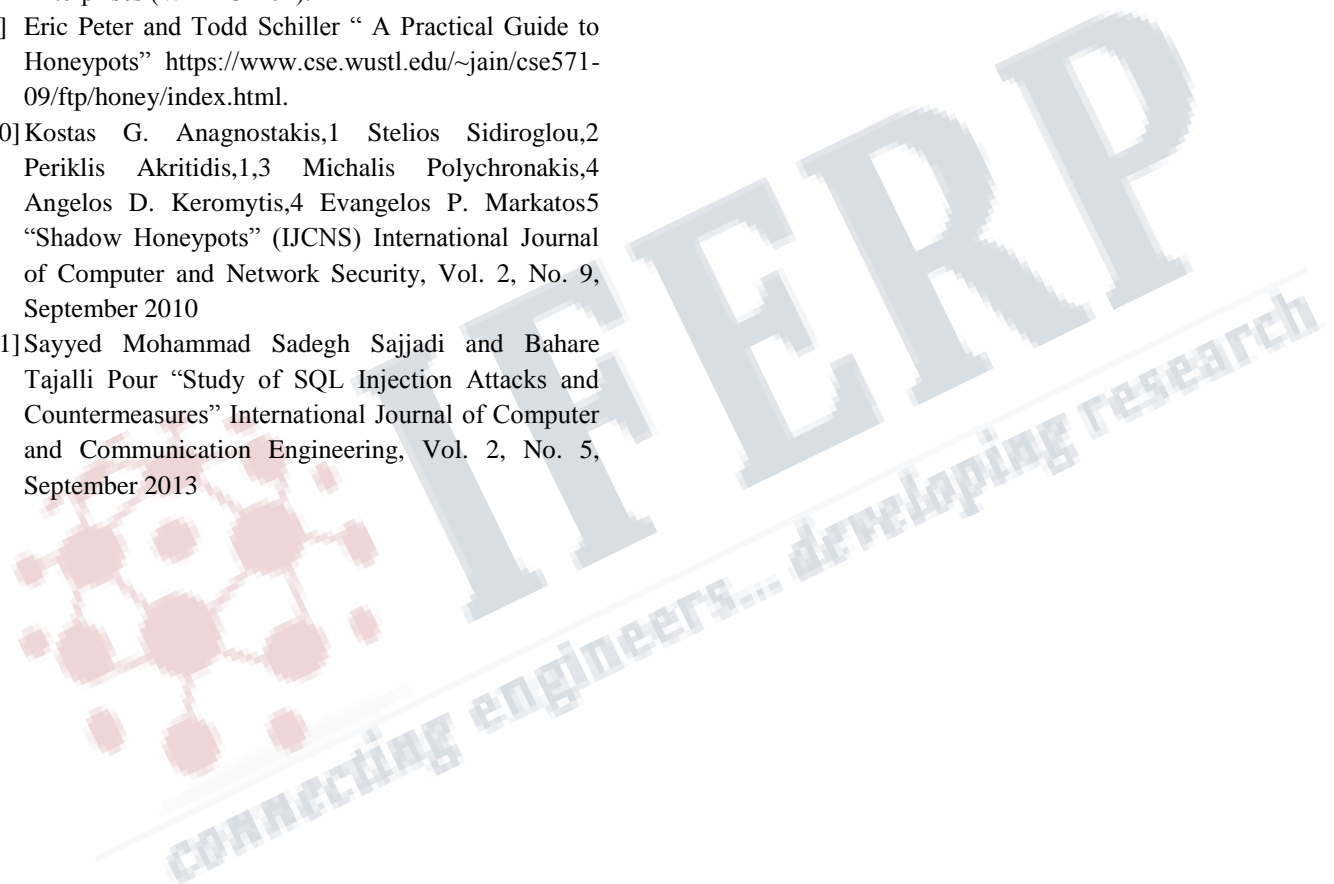 ] Eric Peter and Todd Schiller “ A Practical Guide to
Honeypots” https://www.cse.wustl.edu/~jain/cse571-
09/ftp/honey/index.html.
0] Kostas G. Anagnostakis,1 Stelios Sidiroglou,2
Periklis Akritidis,1,3 Michalis Polychronakis,4
Angelos D. Keromytis,4 Evangelos P. Markatos5
“Shadow Honeypots” (IJCNS) International Journal
of Computer and Network Security, Vol. 2, No. 9,
September 2010
1] Sayyed Mohammad Sadegh Sajjadi and Bahare
Tajalli Pour “Study of SQL Injection Attacks and
Countermeasures” International Journal of Computer
and Communication Engineering, Vol. 2, No. 5,
September 2013
IFERP
connecting engineers... developing research